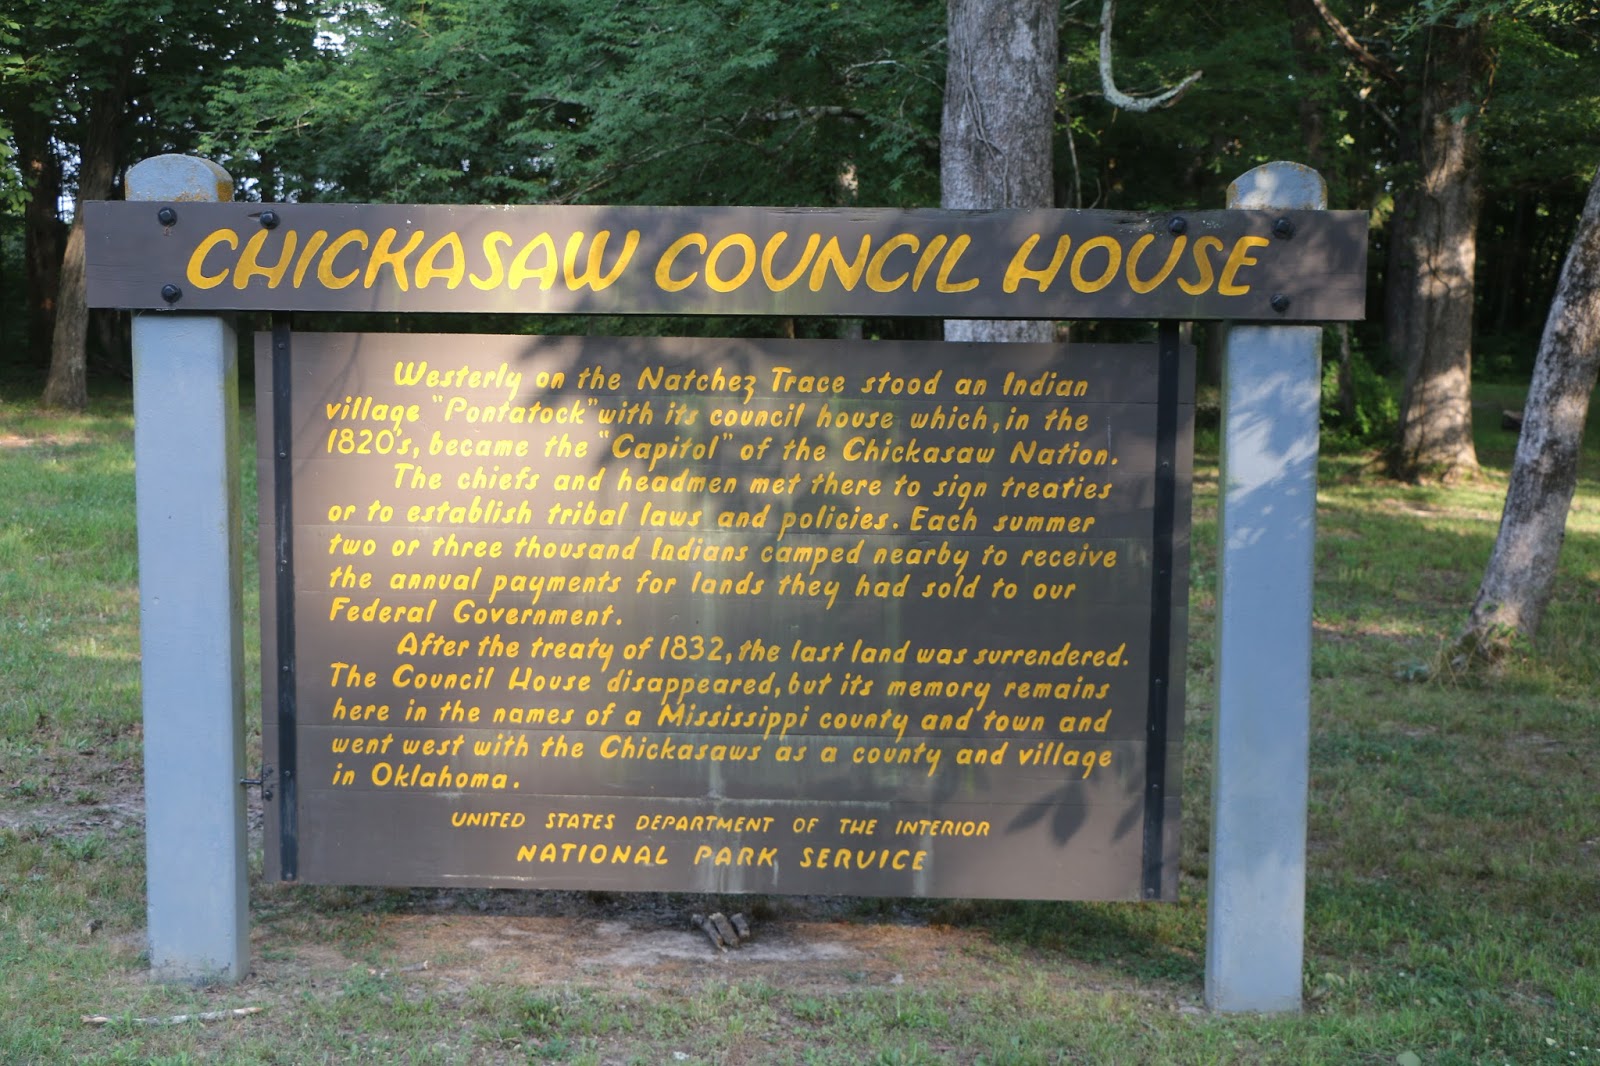 CHICKASAW COUNCIL HOUSE
Westerly on the Natchez Trace stood an Indian
village "Pontatock" with its council house which, in the
1820's, became the "Capitol" of the Chickasaw Nation.
The chiefs and headmen met there to sign treaties
or to establish tribal laws and policies. Each summer
two or three thousand Indians camped nearby to receive
the annual payments for lands they had sold to our
Federal Government.
After the treaty of 1832, the last land was surrendered.
The Council House disappeared, but its memory remains
here in the names of a Mississippi county and town and
went west with the Chickasaws as a county and village
in Oklahoma.
UNITED STATES DEPARTMENT OF THE INTERIOR
NATIONAL PARK SERVICE